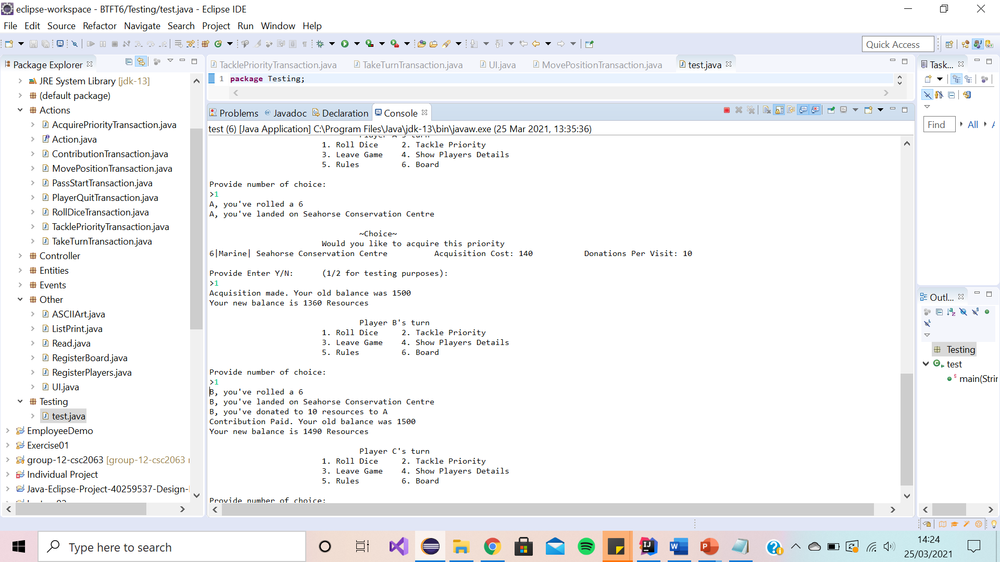 eclipse-workspace - BTFT6/Testing/test.java - Eclipse IDE
File Edit Source Refactor Navigate Search Project Run Window Help
Quick Access
Package Explorer
JRE System Library [jdk-13]
(default package)
Actions
AcquirePriorityTransaction.java
Action.java
ContributionTransaction.java
MovePositionTransaction.java
PassStartTransaction.java
PlayerQuitTransaction.java
RollDiceTransaction.java
TacklePriorityTransaction.java
TakeTurnTransaction.java
Controller
Entities
Events
Other
ASCIIArt.java
ListPrint.java
Read.java
RegisterBoard.java
RegisterPlayers.java
UI.java
Testing
test.java
EmployeeDemo
Exercise01
group-12-csc2063 [group-12-csc2063
Individual Project
Java-Eclipse-Project-40259537-Design-
TacklePriorityTransaction.java TakeTurnTransaction.java UI.java MovePositionTransaction.java test.java
1 package Testing;
Problems @ Javadoc Declaration Console
test (6) [Java Application] C:\Program Files\Java\jdk-13\bin\javaw.exe (25 Mar 2021, 13:35:36)
Player A's turn
1. Roll Dice 2. Tackle Priority
3. Leave Game 4. Show Players Details
5. Rules 6. Board
Provide number of choice:
>1
A, you've rolled a 6
A, you've landed on Seahorse Conservation Centre
~Choice~
Would you like to acquire this priority
6|Marine| Seahorse Conservation Centre Acquisition Cost: 140 Donations Per Visit: 10
Provide Enter Y/N: (1/2 for testing purposes):
>1
Acquisition made. Your old balance was 1500
Your new balance is 1360 Resources
Player B's turn
1. Roll Dice 2. Tackle Priority
3. Leave Game 4. Show Players Details
5. Rules 6. Board
Provide number of choice:
>1
B, you've rolled a 6
B, you've landed on Seahorse Conservation Centre
B, you've donated to 10 resources to A
Contribution Paid. Your old balance was 1500
Your new balance is 1490 Resources
Player C's turn
1. Roll Dice 2. Tackle Priority
3. Leave Game 4. Show Players Details
5. Rules 6. Board
Provide number of choice:
Task...
Find All
Outl...
Testing
test
main(Strin
Type here to search
14:24
25/03/2021